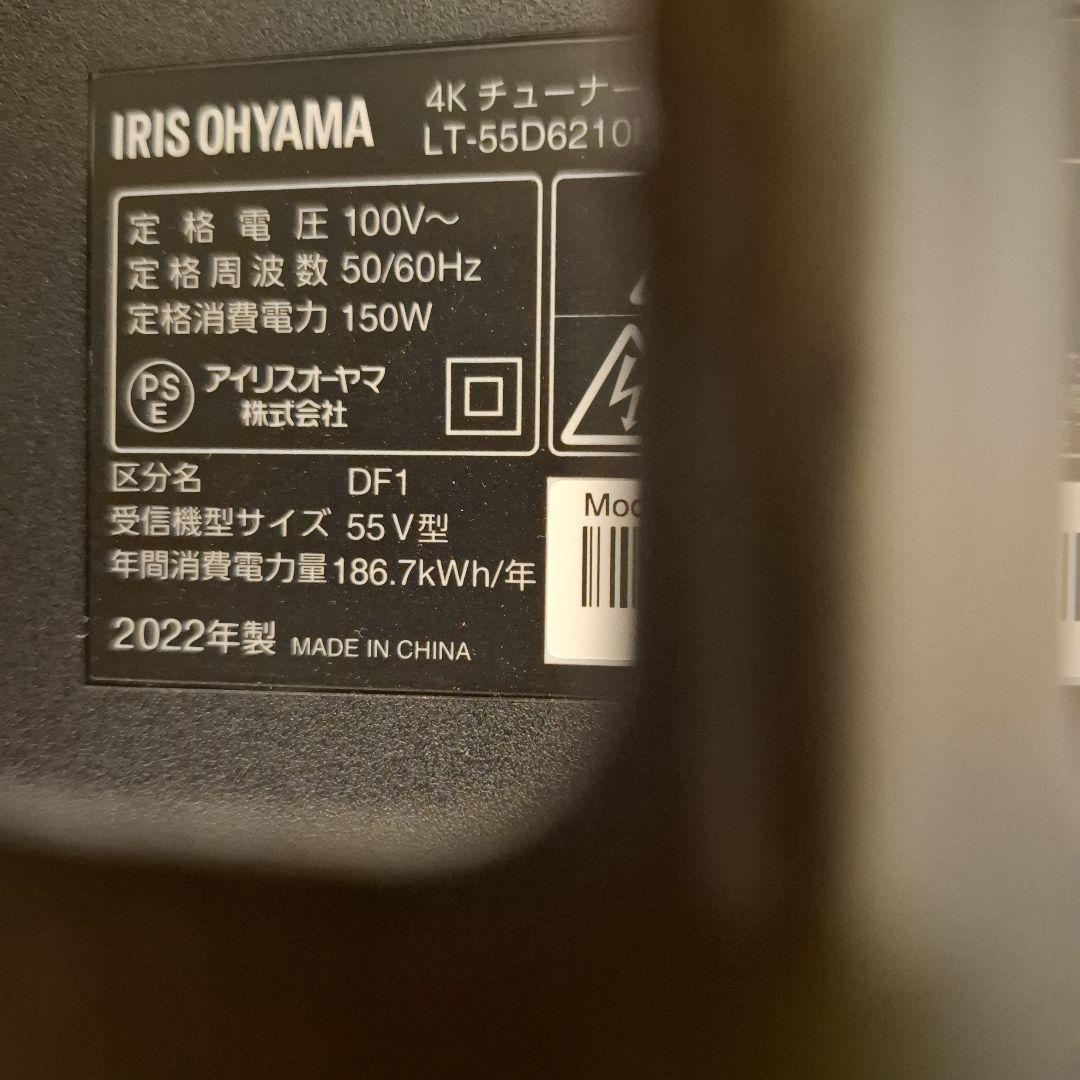 IRIS OHYAMA
4K チューナー
LT-55D6210
定格電圧 100V〜
定格周波数 50/60Hz
定格消費電力 150W
PSE
アイリスオーヤマ
株式会社
区分名 DF1
受信機型サイズ 55V型
年間消費電力量 186.7kWh/年
2022年製 MADE IN CHINA